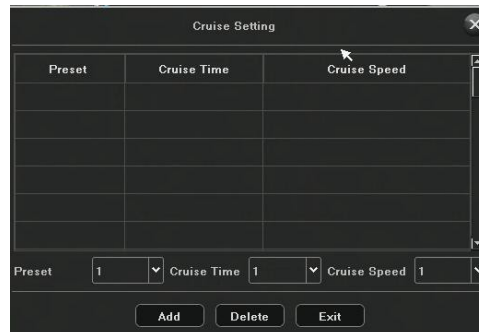 Cruise Setting
Preset Cruise Time Cruise Speed
Preset 1 Cruise Time 1 Cruise Speed 1
Add Delete Exit